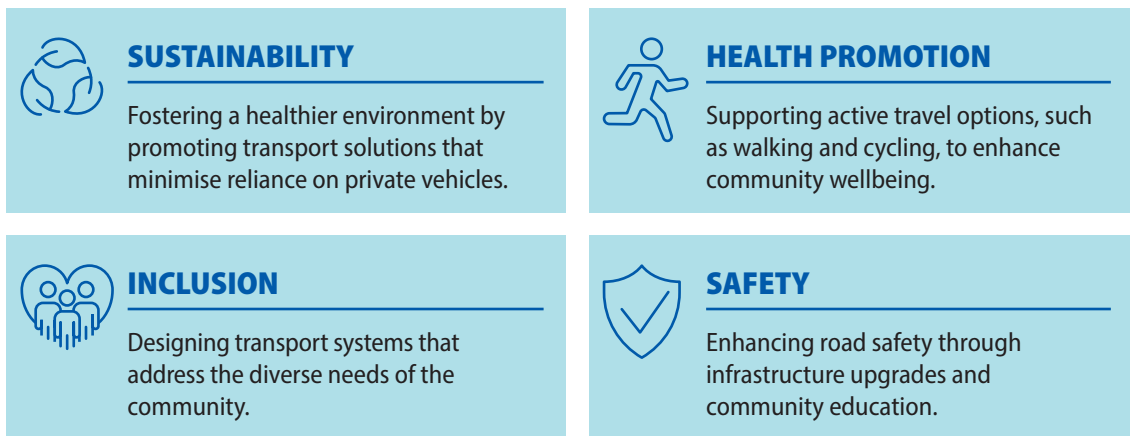 SUSTAINABILITY
Fostering a healthier environment by
promoting transport solutions that
minimise reliance on private vehicles.
HEALTH PROMOTION
Supporting active travel options, such
as walking and cycling, to enhance
community wellbeing.
INCLUSION
Designing transport systems that
address the diverse needs of the
community.
SAFETY
Enhancing road safety through
infrastructure upgrades and
community education.